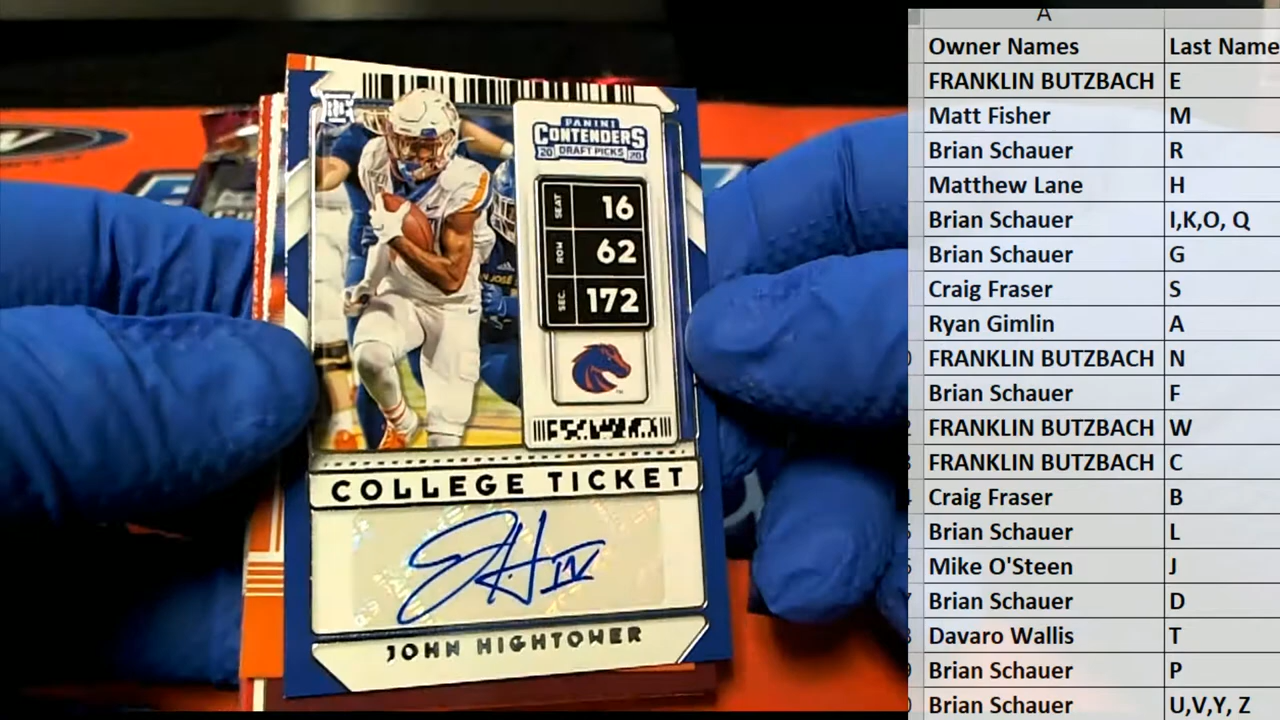 PANINI
CONTENDERS
20 DRAFT PICKS 20
SEAT 16
ROW 62
SEC. 172
COLLEGE TICKET
JH IV
JOHN HIGHTOWER
A
Owner Names Last Name
FRANKLIN BUTZBACH E
Matt Fisher M
Brian Schauer R
Matthew Lane H
Brian Schauer I,K,O, Q
Brian Schauer G
Craig Fraser S
Ryan Gimlin A
FRANKLIN BUTZBACH N
Brian Schauer F
FRANKLIN BUTZBACH W
FRANKLIN BUTZBACH C
Craig Fraser B
Brian Schauer L
Mike O'Steen J
Brian Schauer D
Davaro Wallis T
Brian Schauer P
Brian Schauer U,V,Y, Z